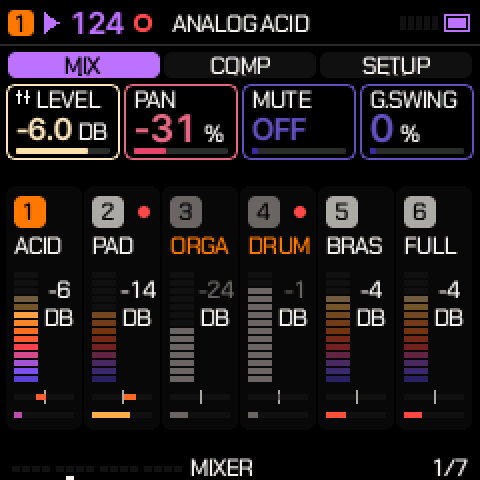 1 124 ANALOG ACID
MIX COMP SETUP
LEVEL PAN MUTE G.SWING
-6.0 DB -31 % OFF 0 %
1 2 3 4 5 6
ACID PAD ORGA DRUM BRAS FULL
-6 -14 -24 -1 -4 -4
DB DB DB DB DB DB
MIXER 1/7